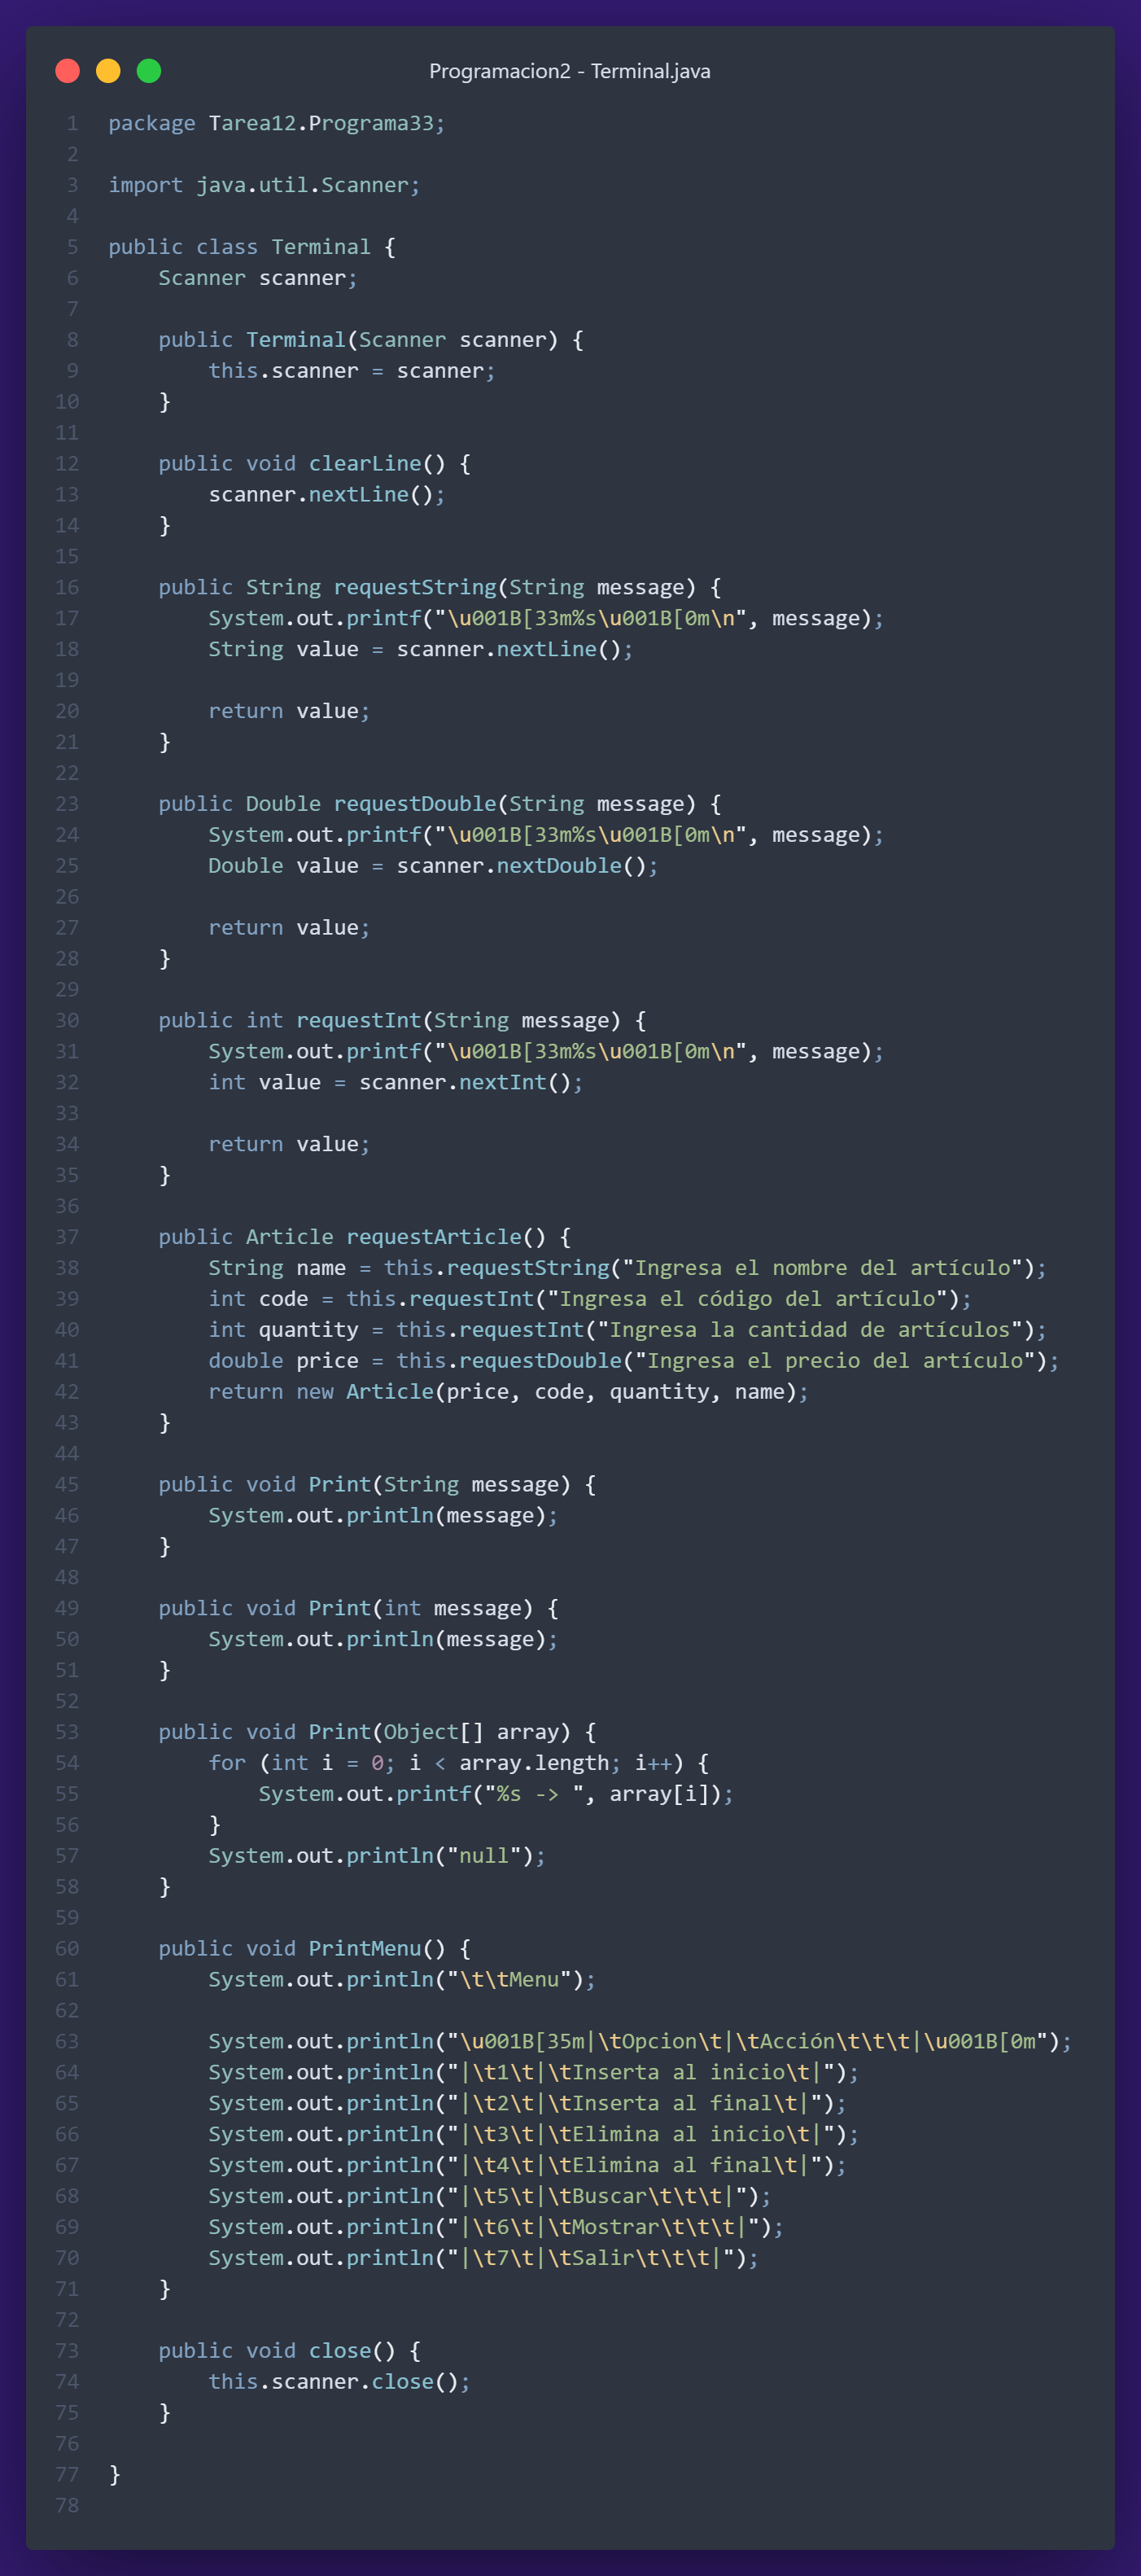 Programacion2 - Terminal.java
1 package Tarea12.Programa33;
2
3 import java.util.Scanner;
4
5 public class Terminal {
6     Scanner scanner;
7
8     public Terminal(Scanner scanner) {
9         this.scanner = scanner;
10     }
11
12     public void clearLine() {
13         scanner.nextLine();
14     }
15
16     public String requestString(String message) {
17         System.out.printf("\u001B[33m%s\u001B[0m\n", message);
18         String value = scanner.nextLine();
19
20         return value;
21     }
22
23     public Double requestDouble(String message) {
24         System.out.printf("\u001B[33m%s\u001B[0m\n", message);
25         Double value = scanner.nextDouble();
26
27         return value;
28     }
29
30     public int requestInt(String message) {
31         System.out.printf("\u001B[33m%s\u001B[0m\n", message);
32         int value = scanner.nextInt();
33
34         return value;
35     }
36
37     public Article requestArticle() {
38         String name = this.requestString("Ingresa el nombre del artículo");
39         int code = this.requestInt("Ingresa el código del artículo");
40         int quantity = this.requestInt("Ingresa la cantidad de artículos");
41         double price = this.requestDouble("Ingresa el precio del artículo");
42         return new Article(price, code, quantity, name);
43     }
44
45     public void Print(String message) {
46         System.out.println(message);
47     }
48
49     public void Print(int message) {
50         System.out.println(message);
51     }
52
53     public void Print(Object[] array) {
54         for (int i = 0; i < array.length; i++) {
55             System.out.printf("%s -> ", array[i]);
56         }
57         System.out.println("null");
58     }
59
60     public void PrintMenu() {
61         System.out.println("\t\tMenu");
62
63         System.out.println("\u001B[35m|\tOpcion\t|\tAcción\t\t\t|\u001B[0m");
64         System.out.println("|\t1\t|\tInserta al inicio\t|");
65         System.out.println("|\t2\t|\tInserta al final\t|");
66         System.out.println("|\t3\t|\tElimina al inicio\t|");
67         System.out.println("|\t4\t|\tElimina al final\t|");
68         System.out.println("|\t5\t|\tBuscar\t\t\t|");
69         System.out.println("|\t6\t|\tMostrar\t\t\t|");
70         System.out.println("|\t7\t|\tSalir\t\t\t|");
71     }
72
73     public void close() {
74         this.scanner.close();
75     }
76
77 }
78